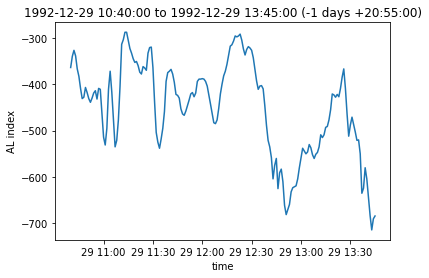 1992-12-29 10:40:00 to 1992-12-29 13:45:00 (-1 days +20:55:00)
−300
−400
−500
−600
−700
AL index
29 11:00 29 11:30 29 12:00 29 12:30 29 13:00 29 13:30
time